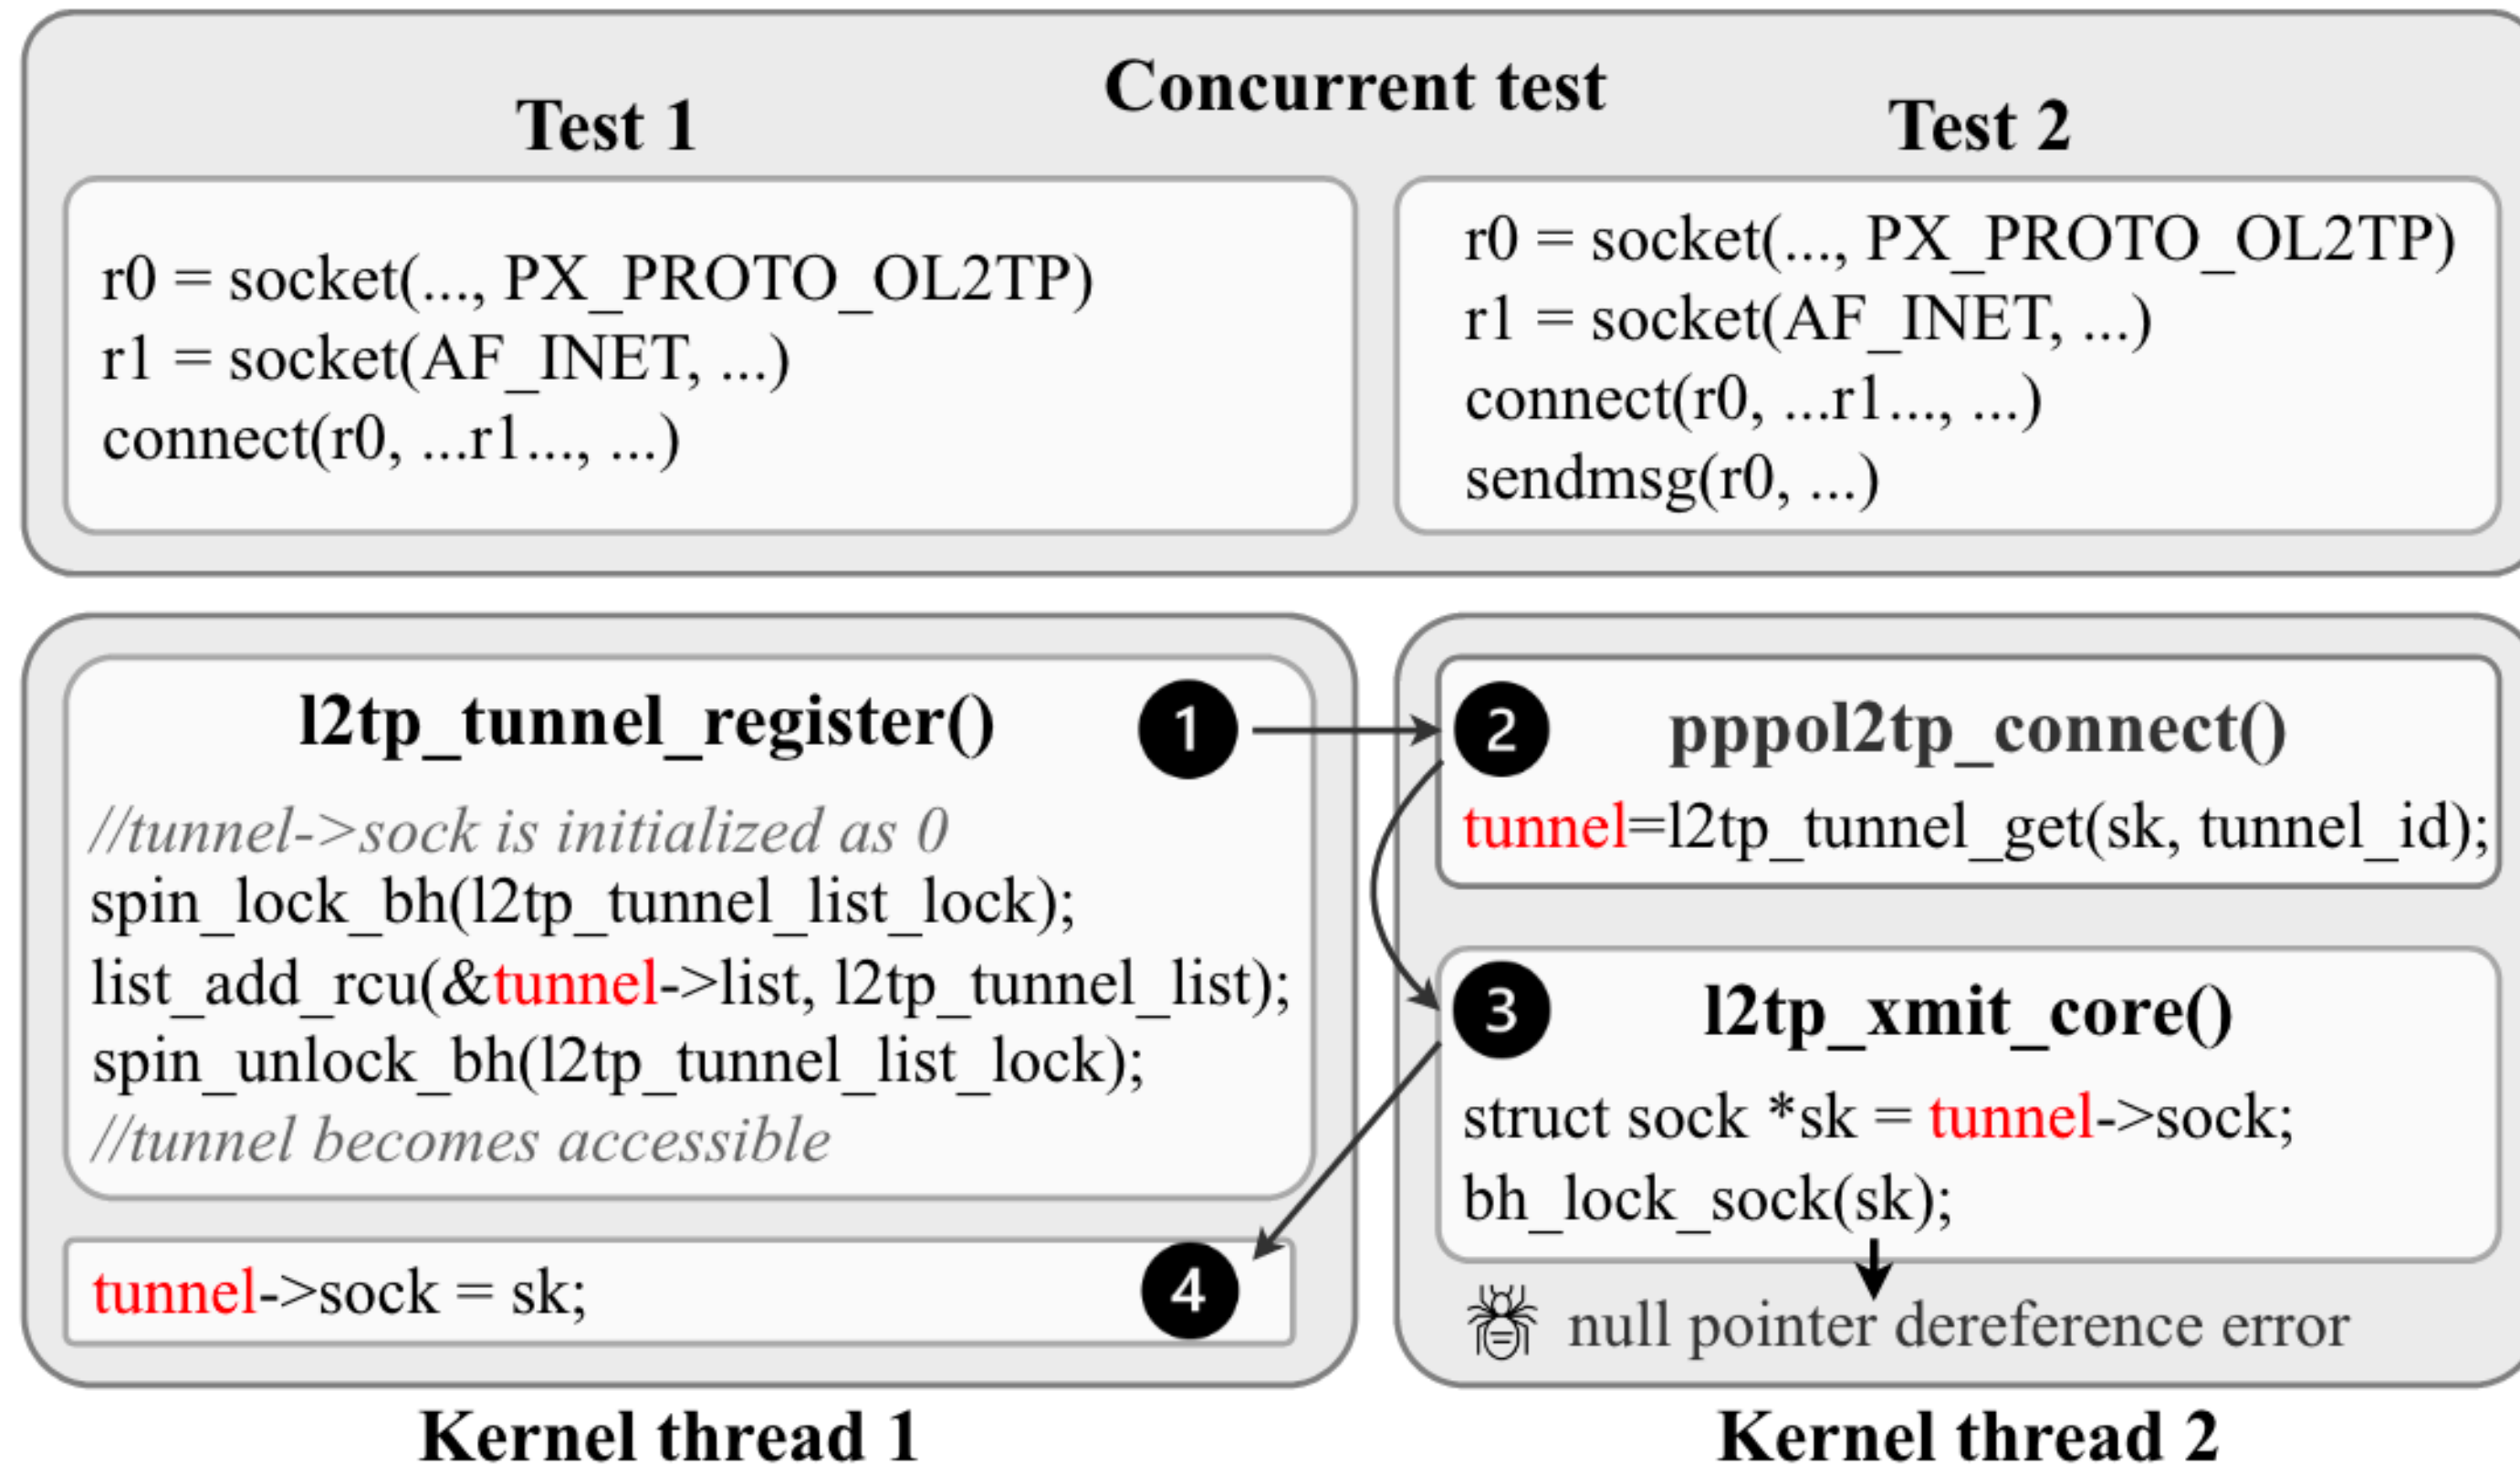 Concurrent test
Test 1
r0 = socket(..., PX_PROTO_OL2TP)
r1 = socket(AF_INET, ...)
connect(r0, ...r1..., ...)
Test 2
r0 = socket(..., PX_PROTO_OL2TP)
r1 = socket(AF_INET, ...)
connect(r0, ...r1..., ...)
sendmsg(r0, ...)
l2tp_tunnel_register()
1
//tunnel->sock is initialized as 0
spin_lock_bh(l2tp_tunnel_list_lock);
list_add_rcu(&tunnel->list, l2tp_tunnel_list);
spin_unlock_bh(l2tp_tunnel_list_lock);
//tunnel becomes accessible
tunnel->sock = sk;
4
Kernel thread 1
2
pppol2tp_connect()
tunnel=l2tp_tunnel_get(sk, tunnel_id);
3
l2tp_xmit_core()
struct sock *sk = tunnel->sock;
bh_lock_sock(sk);
null pointer dereference error
Kernel thread 2